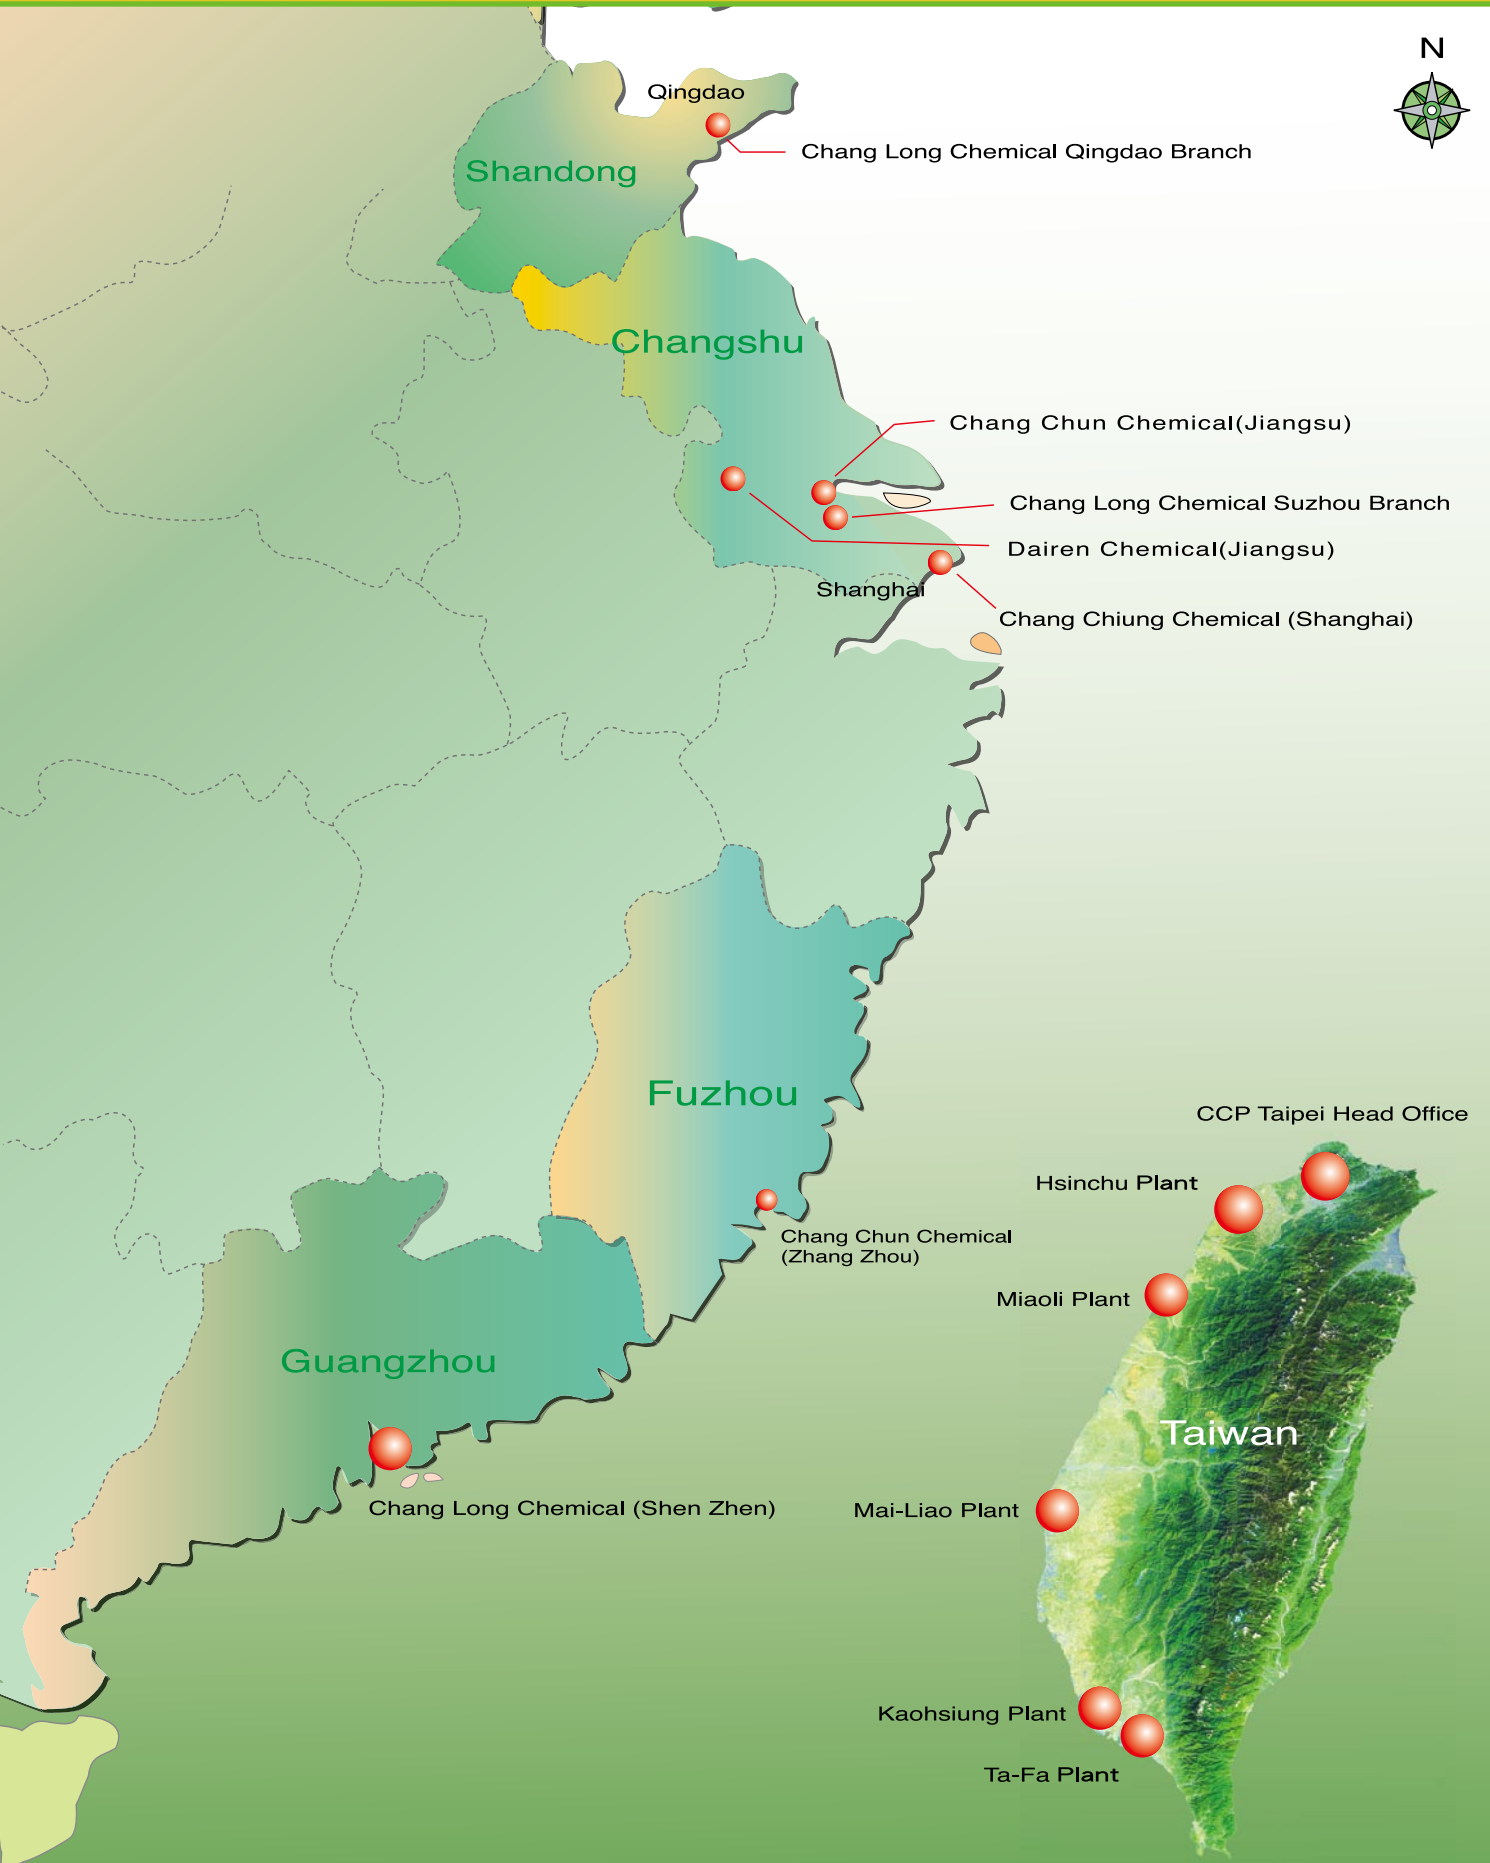 N
Qingdao
Chang Long Chemical Qingdao Branch
Shandong
Changshu
Chang Chun Chemical(Jiangsu)
Chang Long Chemical Suzhou Branch
Dairen Chemical(Jiangsu)
Shanghai
Chang Chiung Chemical (Shanghai)
Fuzhou
CCP Taipei Head Office
Hsinchu Plant
Chang Chun Chemical
(Zhang Zhou)
Miaoli Plant
Guangzhou
Taiwan
Chang Long Chemical (Shen Zhen)
Mai-Liao Plant
Kaohsiung Plant
Ta-Fa Plant